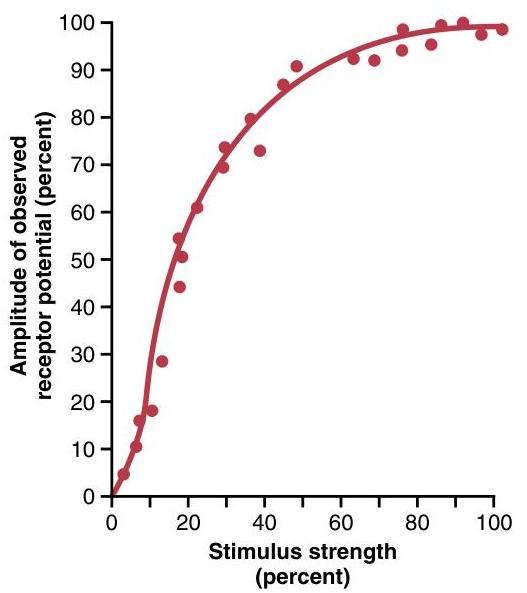 Amplitude of observed
receptor potential (percent)
100
90
80
70
60
50
40
30
20
10
0
0 20 40 60 80 100
Stimulus strength
(percent)